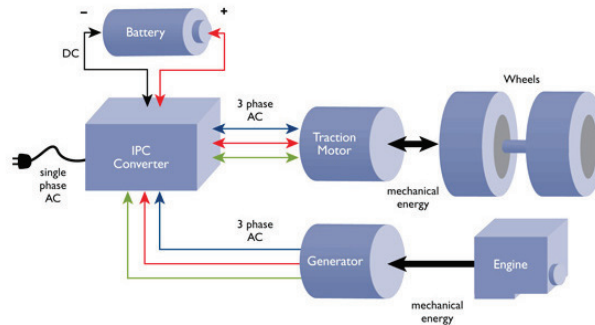 – +
Battery
DC
Wheels
3 phase
AC
IPC
Converter
Traction
Motor
single
phase
AC
mechanical
energy
3 phase
AC
Generator
Engine
mechanical
energy